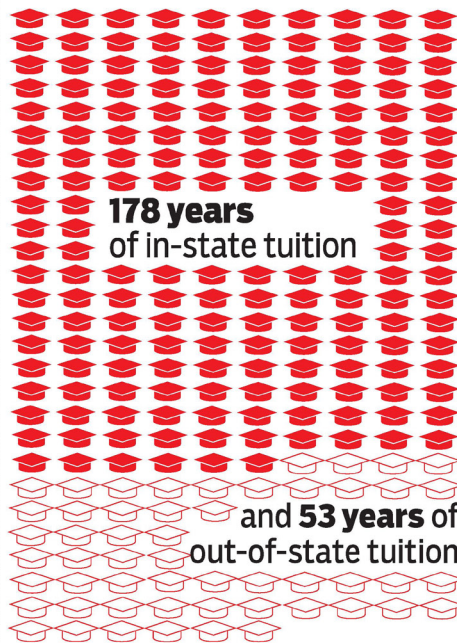 178 years
of in-state tuition
and 53 years of
out-of-state tuition